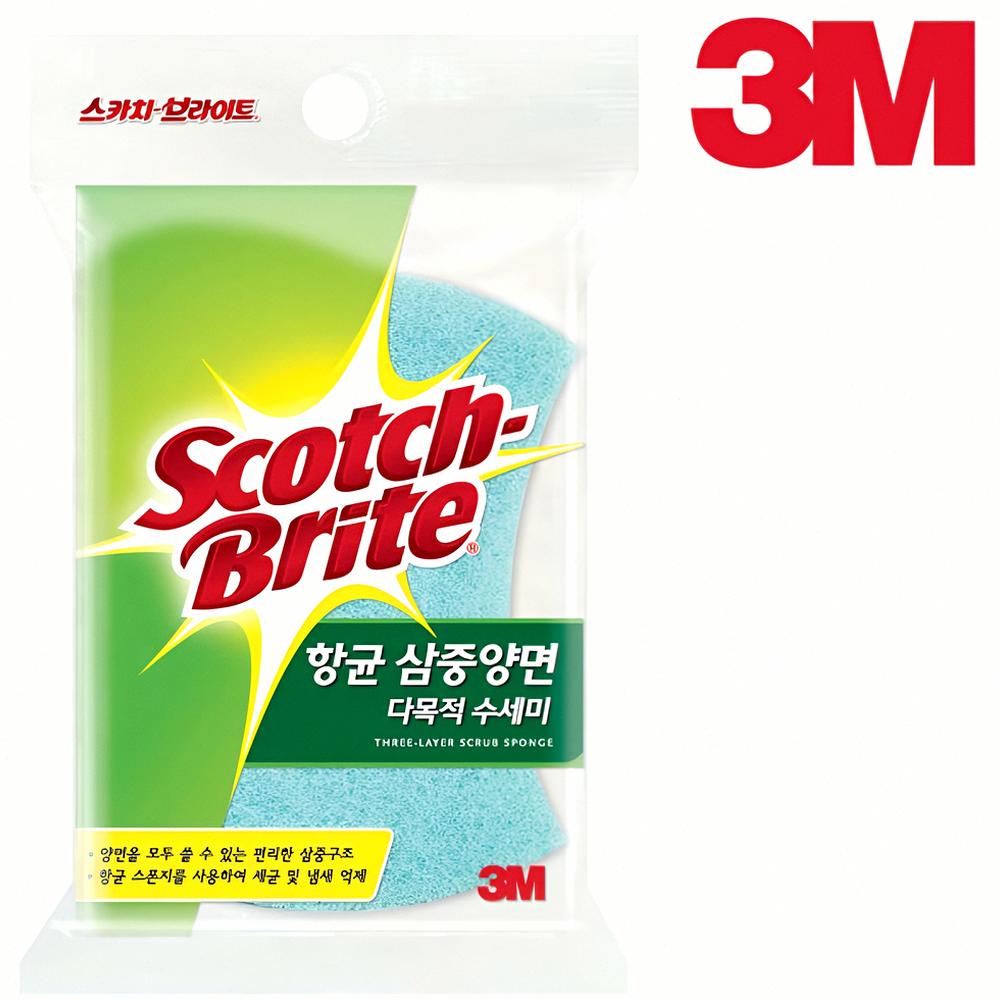 3M
스카치-브라이트
Scotch-
Brite®
항균 삼중양면
다목적 수세미
THREE-LAYER SCRUB SPONGE
• 양면을 모두 쓸 수 있는 편리한 삼중구조
• 항균 스폰지를 사용하여 세균 및 냄새 억제
3M